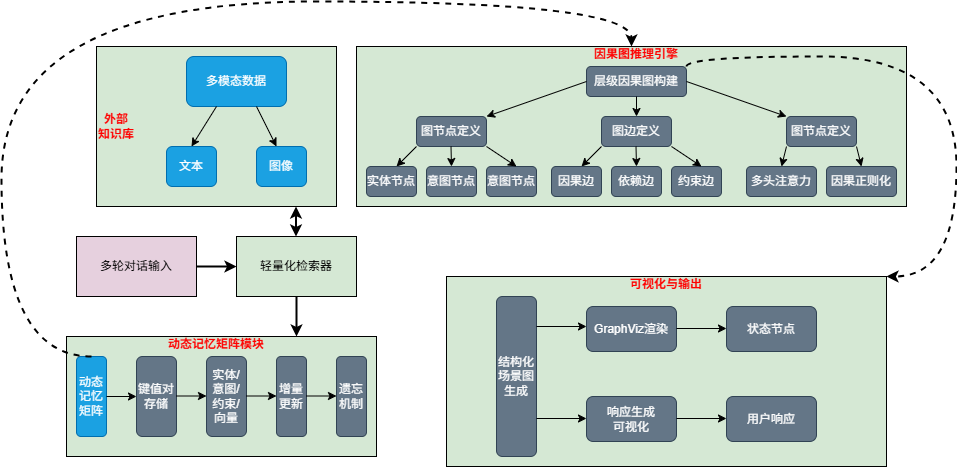 因果图推理引擎
层级因果图构建
多模态数据
外部
知识库
文本
图像
图节点定义
图边定义
图节点定义
实体节点
意图节点
意图节点
因果边
依赖边
约束边
多头注意力
因果正则化
多轮对话输入
轻量化检索器
可视化与输出
结构化
场景图
生成
GraphViz渲染
状态节点
响应生成
可视化
用户响应
动态记忆矩阵模块
动态
记忆
矩阵
键值对
存储
实体/
意图/
约束/
向量
增量
更新
遗忘
机制